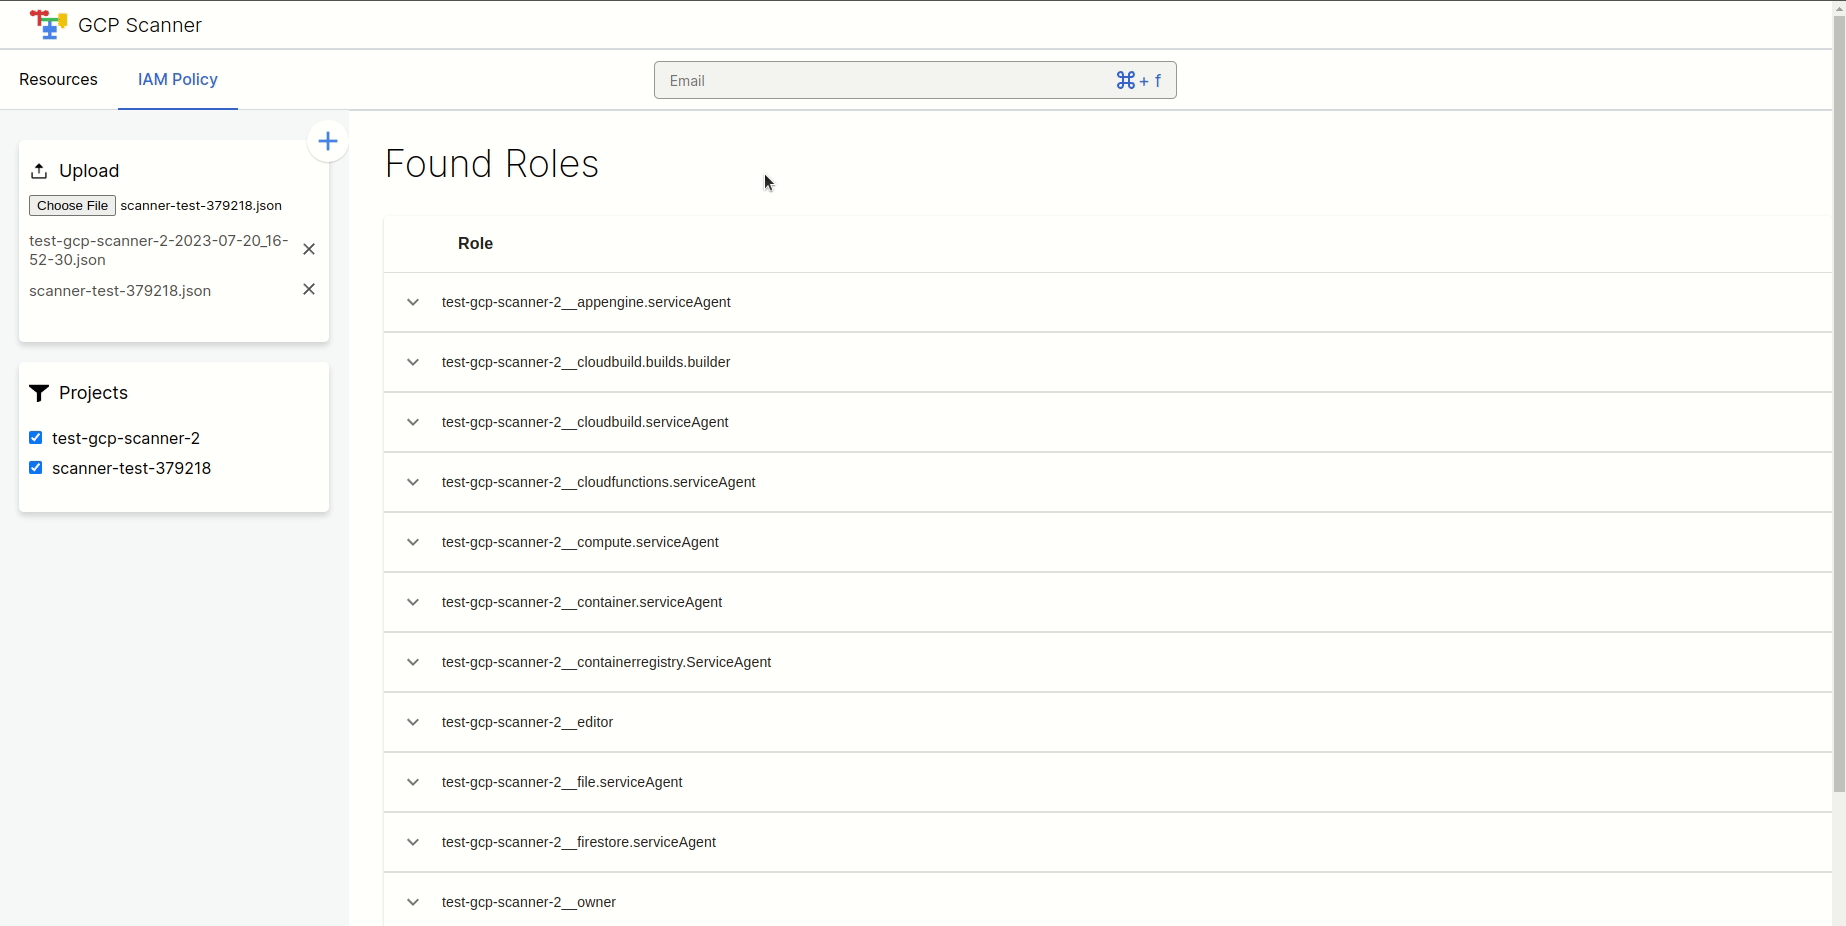 GCP Scanner
Resources
IAM Policy
Email
⌘ + f
Upload
Choose File scanner-test-379218.json
test-gcp-scanner-2-2023-07-20_16-
52-30.json
scanner-test-379218.json
Projects
test-gcp-scanner-2
scanner-test-379218
Found Roles
Role
test-gcp-scanner-2__appengine.serviceAgent
test-gcp-scanner-2__cloudbuild.builds.builder
test-gcp-scanner-2__cloudbuild.serviceAgent
test-gcp-scanner-2__cloudfunctions.serviceAgent
test-gcp-scanner-2__compute.serviceAgent
test-gcp-scanner-2__container.serviceAgent
test-gcp-scanner-2__containerregistry.ServiceAgent
test-gcp-scanner-2__editor
test-gcp-scanner-2__file.serviceAgent
test-gcp-scanner-2__firestore.serviceAgent
test-gcp-scanner-2__owner